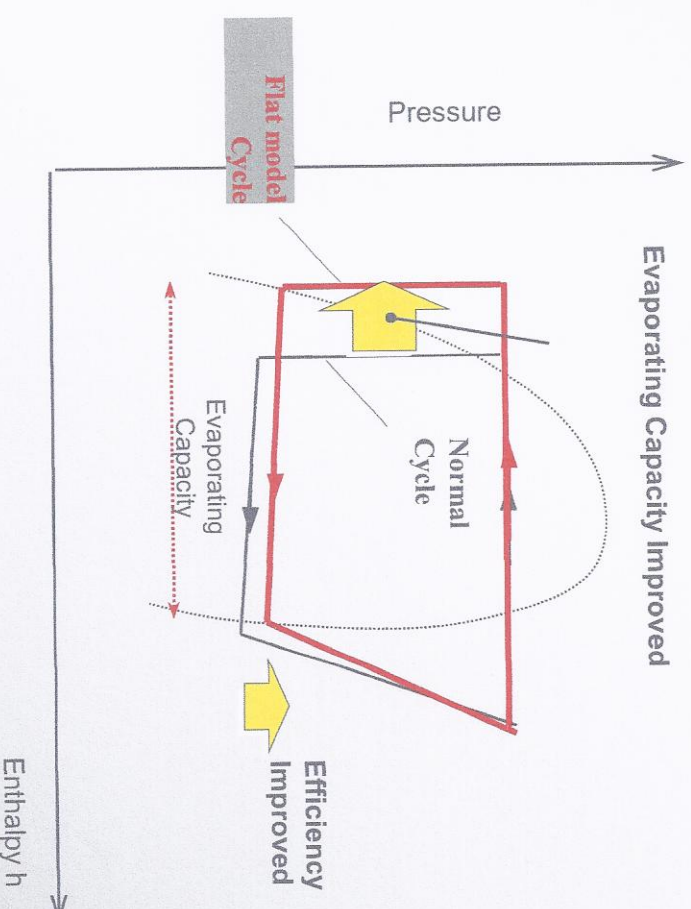 Evaporating Capacity Improved
Pressure
Normal
Cycle
Flat model
Cycle
Evaporating
Capacity
Efficiency
Improved
Enthalpy h